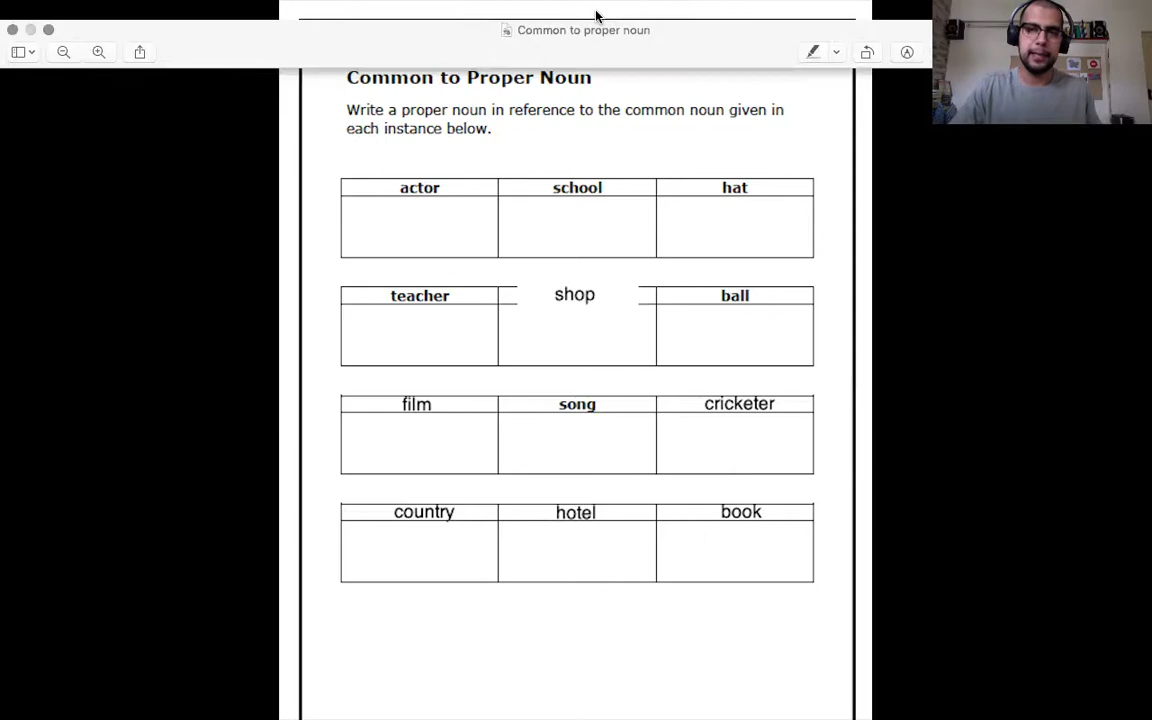 Common to proper noun
Common to Proper Noun
Write a proper noun in reference to the common noun given in
each instance below.
actor school hat
teacher shop ball
film song cricketer
country hotel book